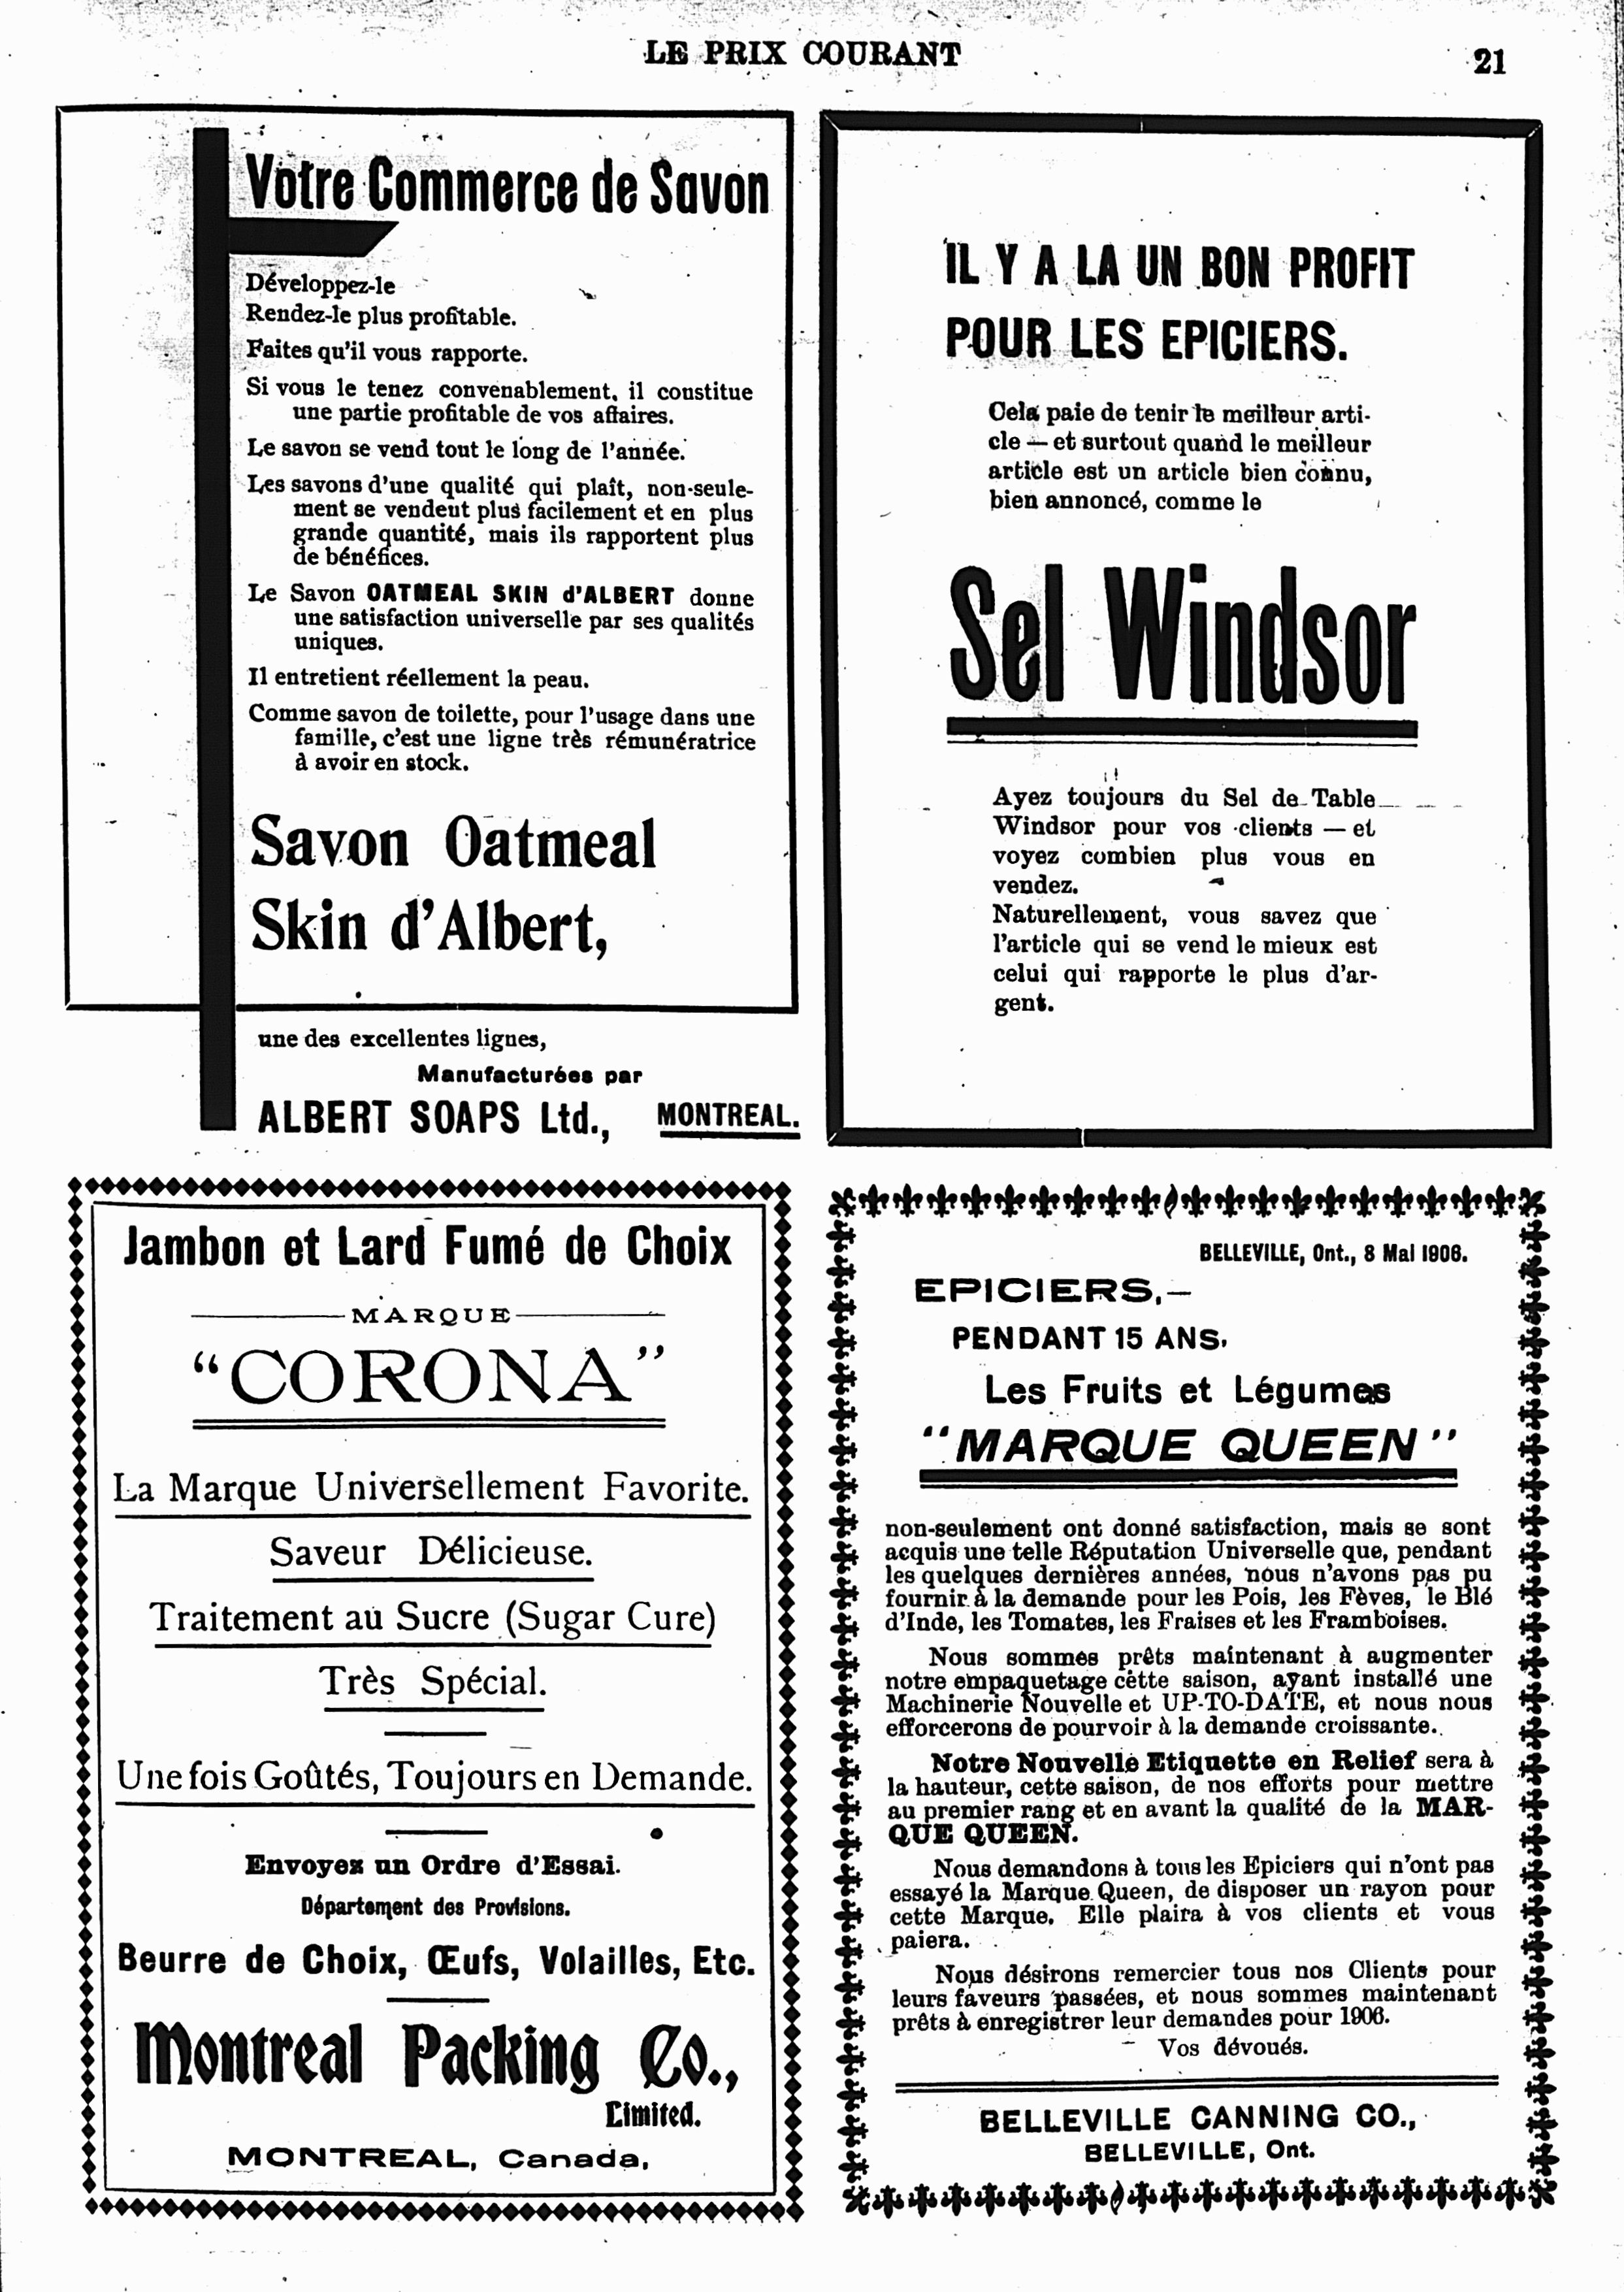 LE PRIX COURANT
21
Votre Commerce de Savon
Développez-le
Rendez-le plus profitable.
Faites qu'il vous rapporte.
Si vous le tenez convenablement, il constitue
une partie profitable de vos affaires.
Le savon se vend tout le long de l'année.
Les savons d'une qualité qui plaît, non-seule-
ment se vendent plus facilement et en plus
grande quantité, mais ils rapportent plus
de bénéfices.
Le Savon OATMEAL SKIN d'ALBERT donne
une satisfaction universelle par ses qualités
uniques.
Il entretient réellement la peau.
Comme savon de toilette, pour l'usage dans une
famille, c'est une ligne très rémunératrice
à avoir en stock.
Savon Oatmeal
Skin d'Albert,
une des excellentes lignes,
Manufacturées par
ALBERT SOAPS Ltd., MONTREAL.
IL Y A LA UN BON PROFIT
POUR LES EPICIERS.
Cela paie de tenir le meilleur arti-
cle — et surtout quand le meilleur
article est un article bien connu,
bien annoncé, comme le
Sel Windsor
Ayez toujours du Sel de Table
Windsor pour vos clients — et
voyez combien plus vous en
vendez.
Naturellement, vous savez que
l'article qui se vend le mieux est
celui qui rapporte le plus d'ar-
gent.
Jambon et Lard Fumé de Choix
MARQUE
"CORONA"
La Marque Universellement Favorite.
Saveur Délicieuse.
Traitement au Sucre (Sugar Cure)
Très Spécial.
Une fois Goûtés, Toujours en Demande.
Envoyez un Ordre d'Essai.
Département des Provisions.
Beurre de Choix, Œufs, Volailles, Etc.
Montreal Packing Co.,
Limited.
MONTREAL, Canada,
BELLEVILLE, Ont., 8 Mai 1906.
EPICIERS,—
PENDANT 15 ANS,
Les Fruits et Légumes
"MARQUE QUEEN"
non-seulement ont donné satisfaction, mais se sont
acquis une telle Réputation Universelle que, pendant
les quelques dernières années, nous n'avons pas pu
fournir à la demande pour les Pois, les Fèves, le Blé
d'Inde, les Tomates, les Fraises et les Framboises.
Nous sommes prêts maintenant à augmenter
notre empaquetage cette saison, ayant installé une
Machinerie Nouvelle et UP-TO-DATE, et nous nous
efforcerons de pourvoir à la demande croissante.
Notre Nouvelle Etiquette en Relief sera à
la hauteur, cette saison, de nos efforts pour mettre
au premier rang et en avant la qualité de la MAR-
QUE QUEEN.
Nous demandons à tous les Epiciers qui n'ont pas
essayé la Marque Queen, de disposer un rayon pour
cette Marque. Elle plaira à vos clients et vous
paiera.
Nous désirons remercier tous nos Clients pour
leurs faveurs passées, et nous sommes maintenant
prêts à enregistrer leur demandes pour 1906.
Vos dévoués.
BELLEVILLE CANNING CO.,
BELLEVILLE, Ont.